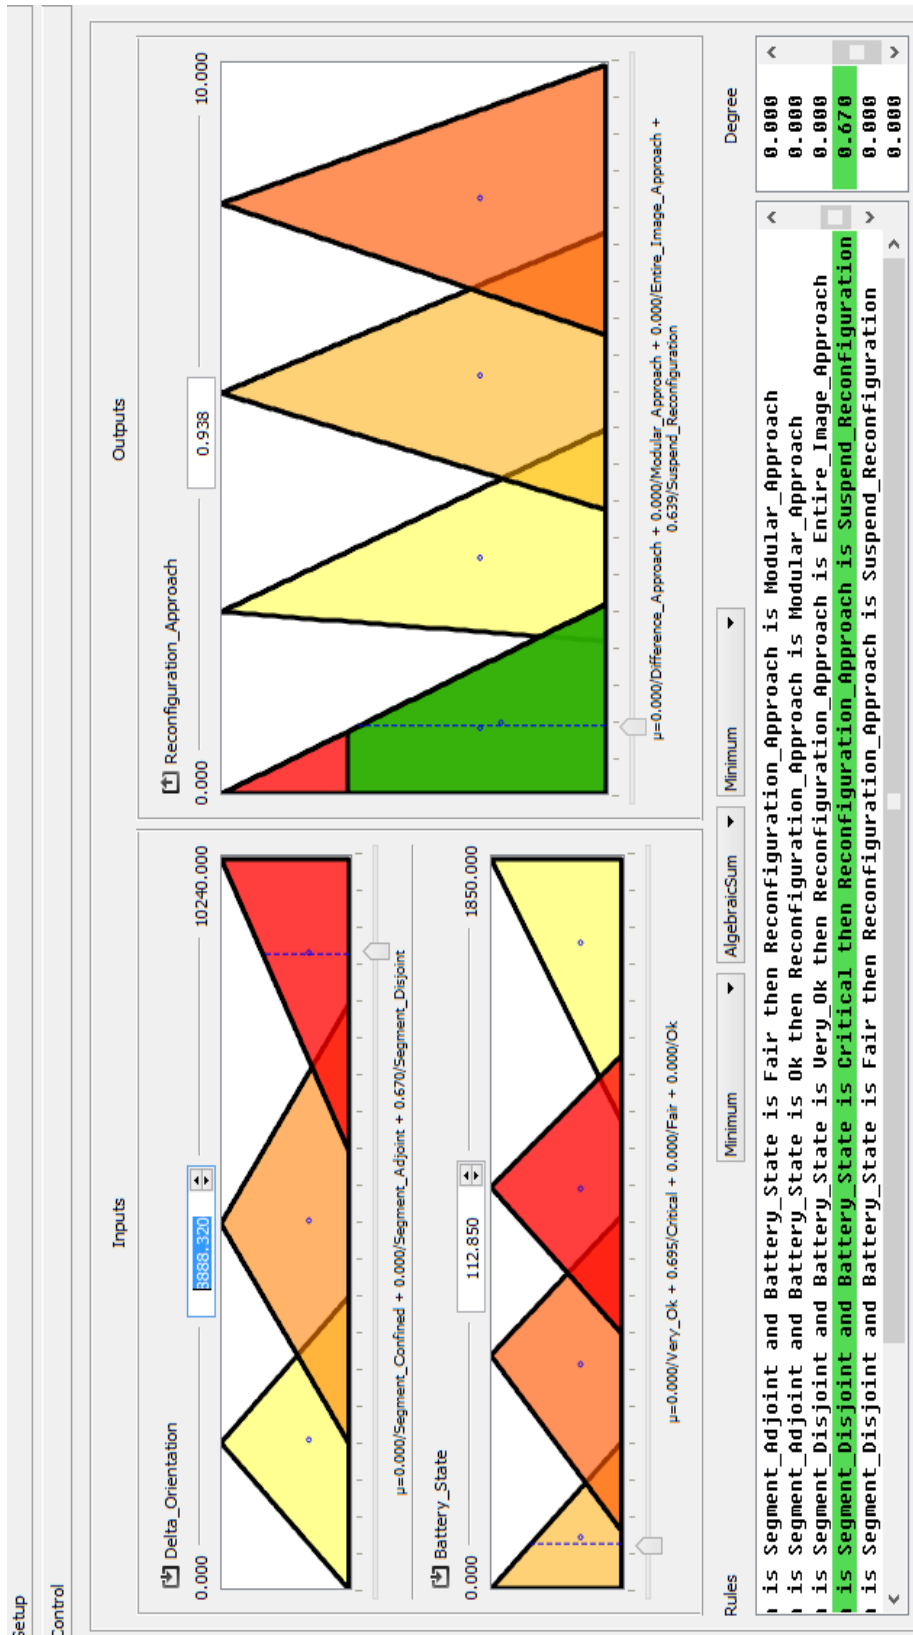 Setup
Control
Inputs
Outputs
Delta_Orientation
0.000
8888.320
10240.000
μ=0.000/Segment_Confined + 0.000/Segment_Adjoint + 0.670/Segment_Disjoint
Battery_State
0.000
112.850
1850.000
μ=0.000/Very_Ok + 0.695/Critical + 0.000/Fair + 0.000/Ok
Reconfiguration_Approach
0.000
0.938
10.000
μ=0.000/Difference_Approach + 0.000/Modular_Approach + 0.000/Entire_Image_Approach +
0.639/Suspend_Reconfiguration
Rules
Minimum
AlgebraicSum
Minimum
Degree
is Segment_Adjoint and Battery_State is Fair then Reconfiguration_Approach is Modular_Approach
0.000
is Segment_Adjoint and Battery_State is Ok then Reconfiguration_Approach is Modular_Approach
0.000
is Segment_Disjoint and Battery_State is Very_Ok then Reconfiguration_Approach is Entire_Image_Approach
0.000
is Segment_Disjoint and Battery_State is Critical then Reconfiguration_Approach is Suspend_Reconfiguration
0.670
is Segment_Disjoint and Battery_State is Fair then Reconfiguration_Approach is Suspend_Reconfiguration
0.000
0.000